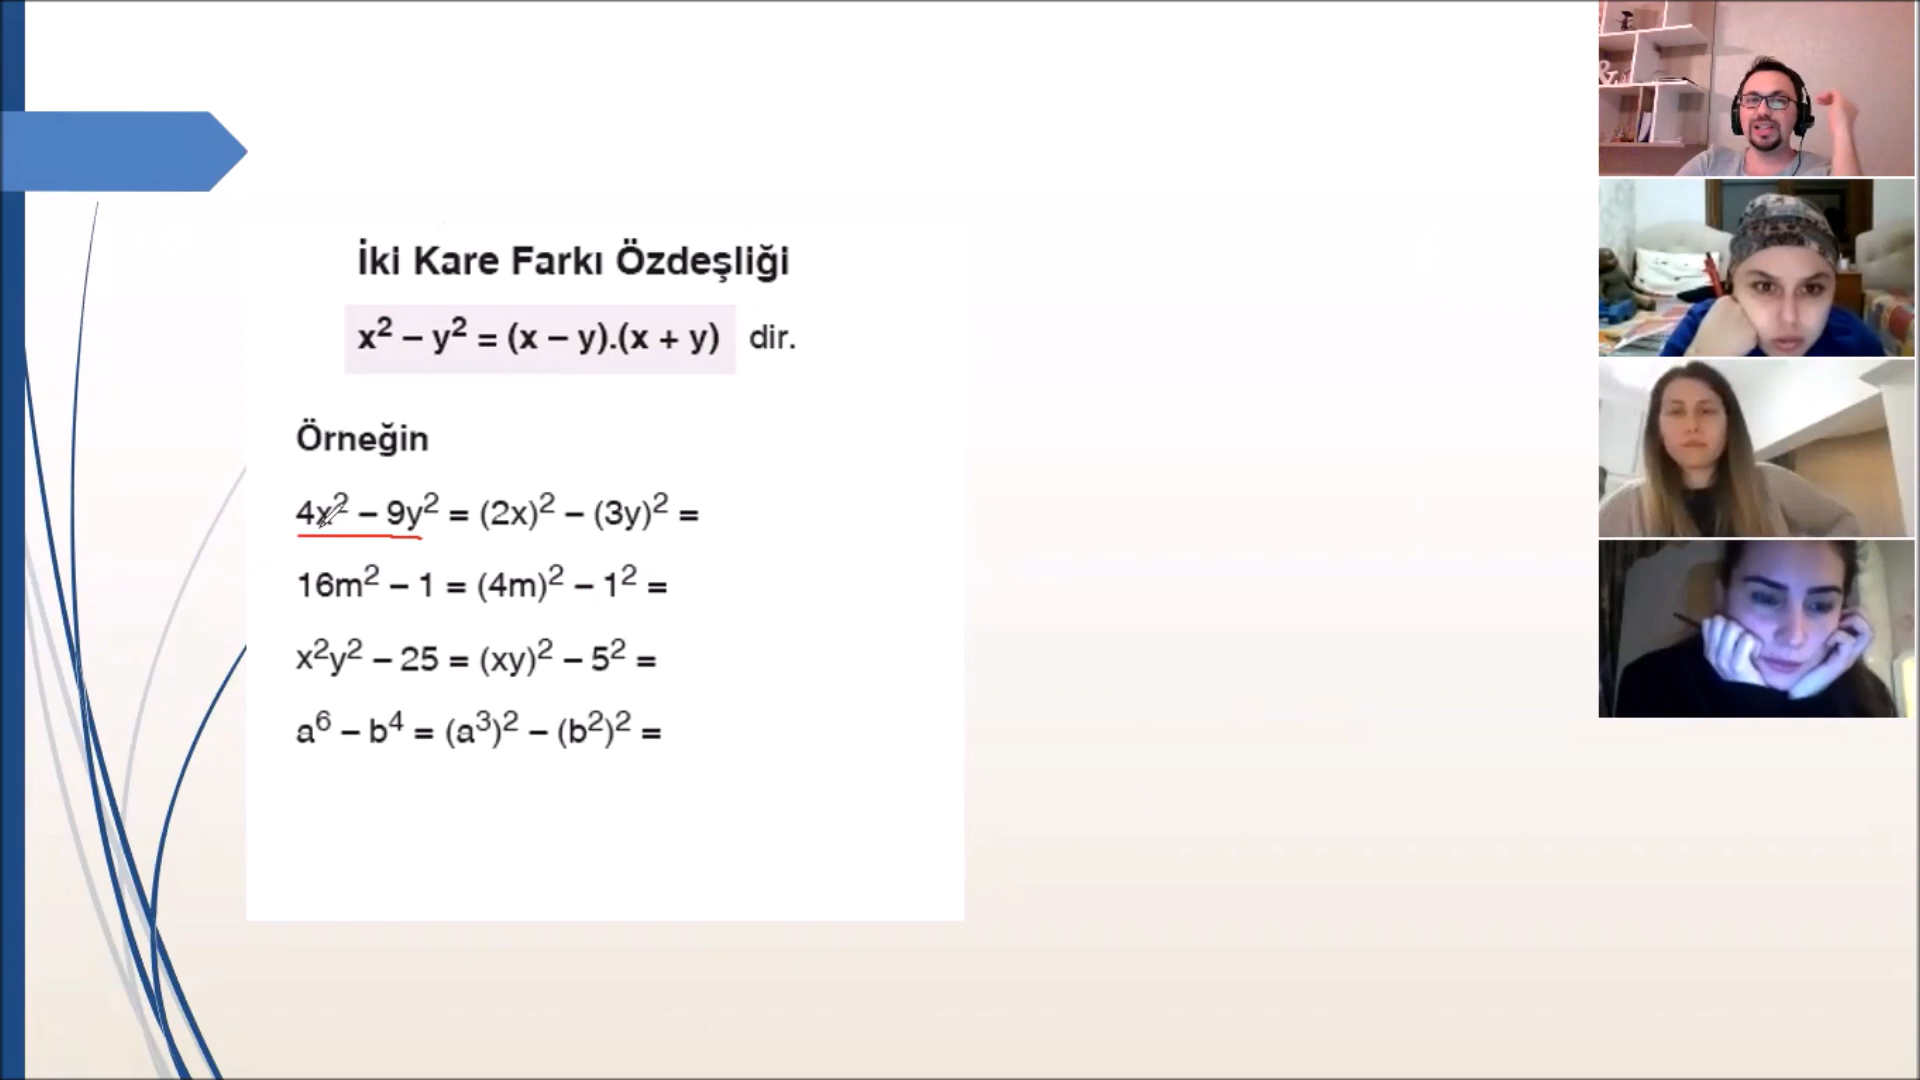 İki Kare Farkı Özdeşliği
x² – y² = (x – y).(x + y) dir.
Örneğin
4x² – 9y² = (2x)² – (3y)² =
16m² – 1 = (4m)² – 1² =
x²y² – 25 = (xy)² – 5² =
a⁶ – b⁴ = (a³)² – (b²)² =
&